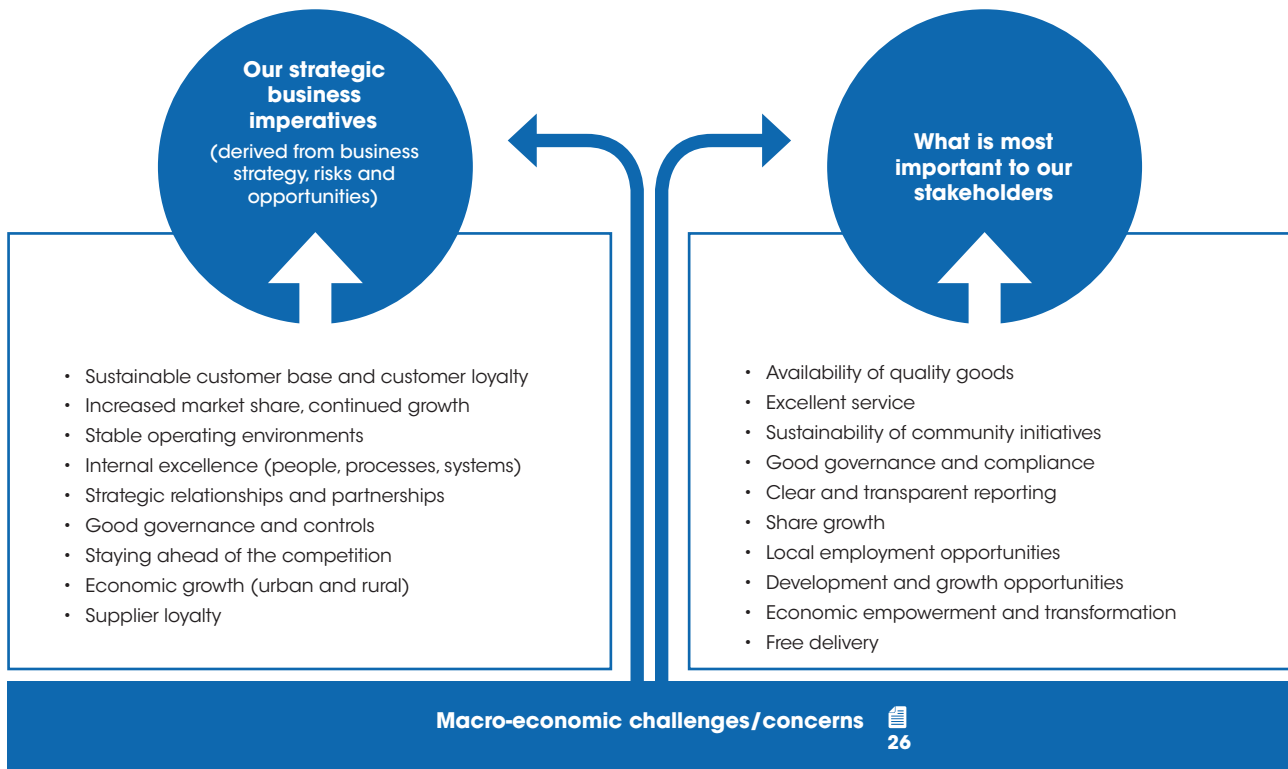 Our strategic
business
imperatives
(derived from business
strategy, risks and
opportunities)
• Sustainable customer base and customer loyalty
• Increased market share, continued growth
• Stable operating environments
• Internal excellence (people, processes, systems)
• Strategic relationships and partnerships
• Good governance and controls
• Staying ahead of the competition
• Economic growth (urban and rural)
• Supplier loyalty
What is most
important to our
stakeholders
• Availability of quality goods
• Excellent service
• Sustainability of community initiatives
• Good governance and compliance
• Clear and transparent reporting
• Share growth
• Local employment opportunities
• Development and growth opportunities
• Economic empowerment and transformation
• Free delivery
Macro-economic challenges/concerns
26